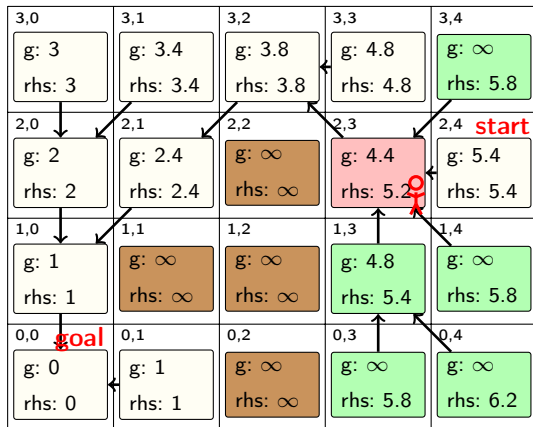 3,0 3,1 3,2 3,3 3,4
g: 3 g: 3.4 g: 3.8 g: 4.8 g: ∞
rhs: 3 rhs: 3.4 rhs: 3.8 rhs: 4.8 rhs: 5.8
2,0 2,1 2,2 2,3 2,4 start
g: 2 g: 2.4 g: ∞ g: 4.4 g: 5.4
rhs: 2 rhs: 2.4 rhs: ∞ rhs: 5.2 rhs: 5.4
1,0 1,1 1,2 1,3 1,4
g: 1 g: ∞ g: ∞ g: 4.8 g: ∞
rhs: 1 rhs: ∞ rhs: ∞ rhs: 5.4 rhs: 5.8
0,0 goal 0,1 0,2 0,3 0,4
g: 0 g: 1 g: ∞ g: ∞ g: ∞
rhs: 0 rhs: 1 rhs: ∞ rhs: 5.8 rhs: 6.2